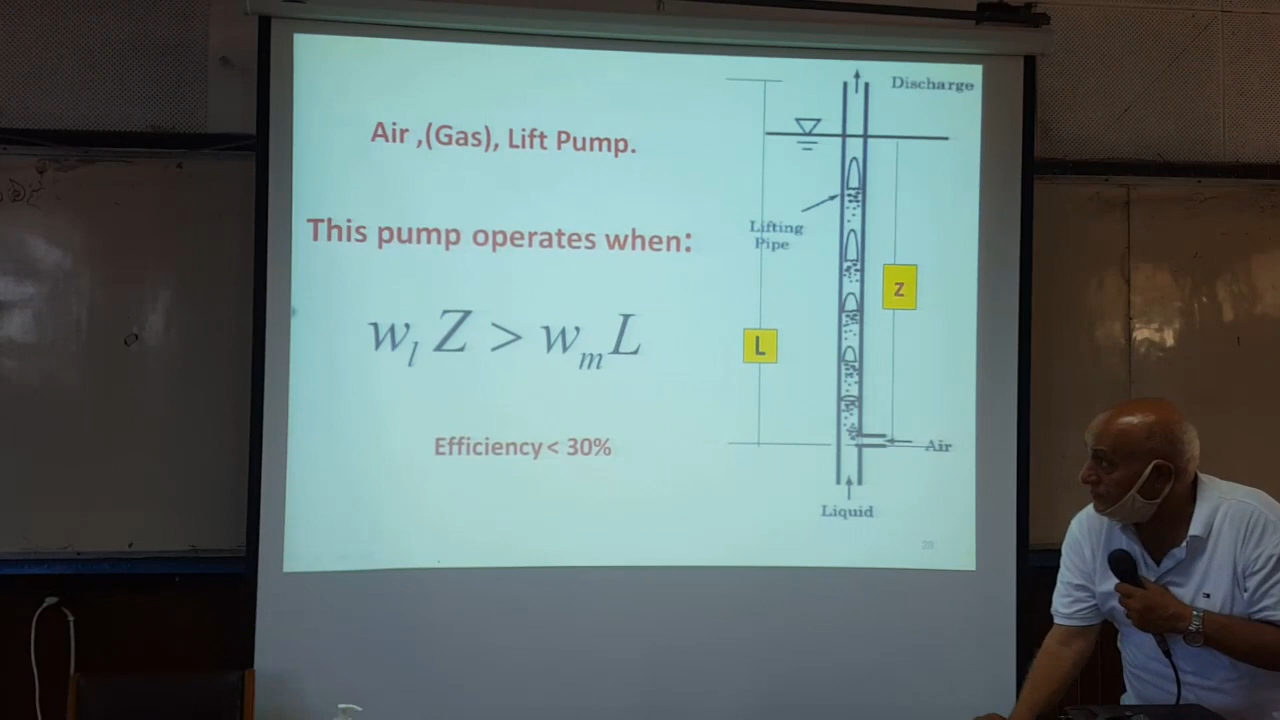 Air ,(Gas), Lift Pump.
This pump operates when:
w_l Z > w_m L
Efficiency < 30%
Discharge
Lifting
Pipe
z
L
Air
Liquid